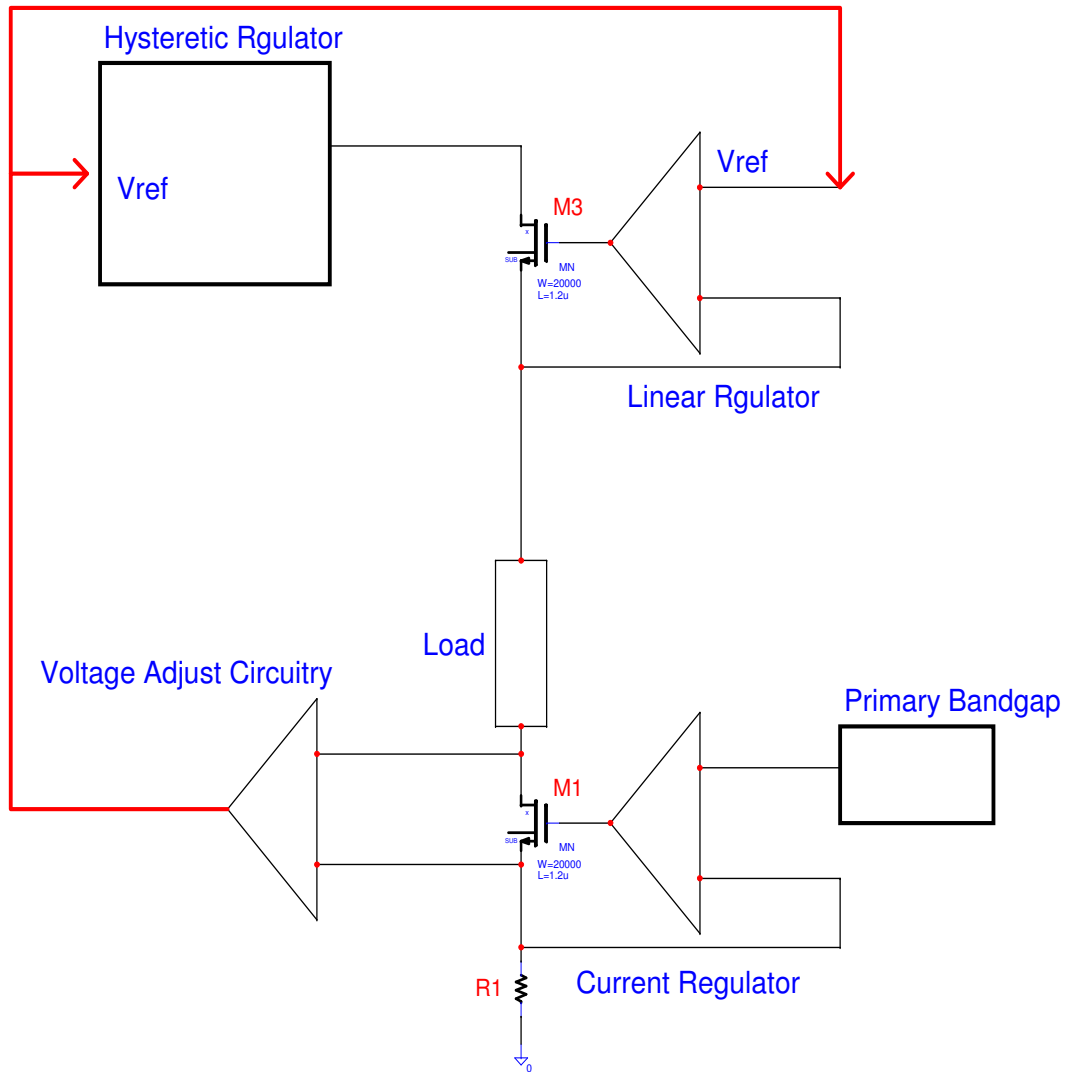 Hysteretic Rgulator
Vref
Vref
M3
x
SUB
MN
W=20000
L=1.2u
Linear Rgulator
Load
Voltage Adjust Circuitry
Primary Bandgap
M1
x
SUB
MN
W=20000
L=1.2u
R1
Current Regulator
0